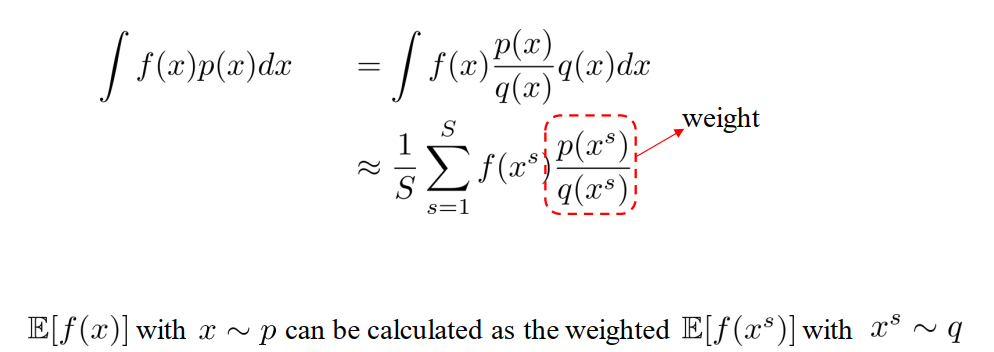 ∫ f(x)p(x)dx = ∫ f(x) p(x)/q(x) q(x)dx
weight
≈ 1/S ∑_{s=1}^{S} f(x^s) p(x^s)/q(x^s)
𝔼[f(x)] with x ∼ p can be calculated as the weighted 𝔼[f(x^s)] with x^s ∼ q